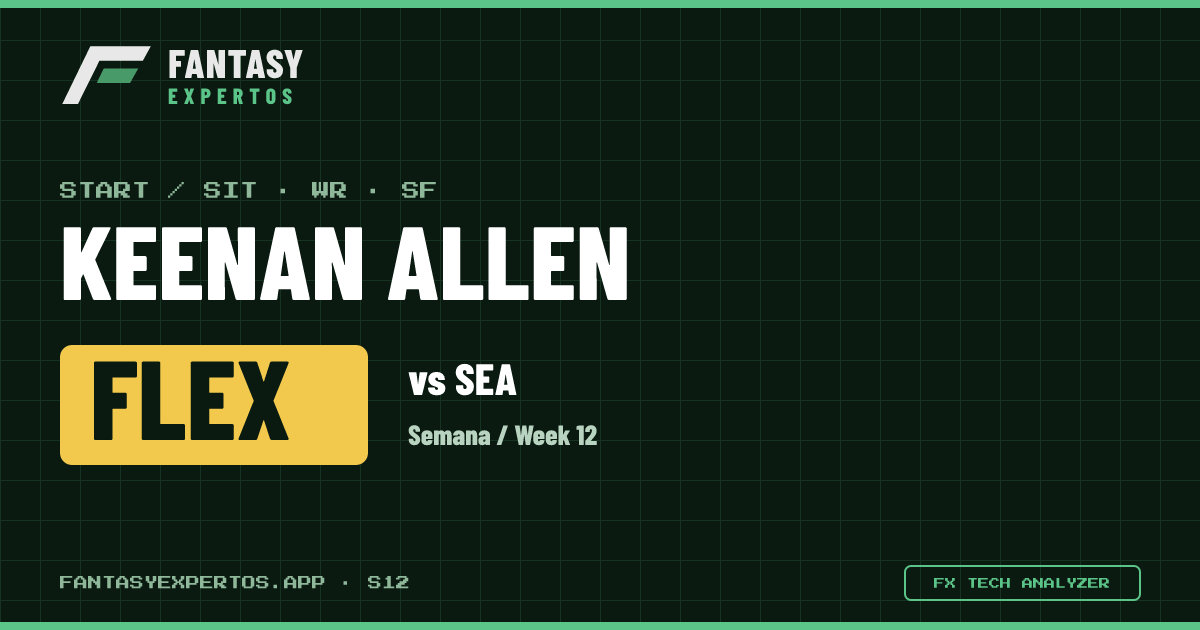 FANTASY
EXPERTOS
START / SIT · WR · SF
KEENAN ALLEN
FLEX
vs SEA
Semana / Week 12
FANTASYEXPERTOS.APP · S12
FX TECH ANALYZER